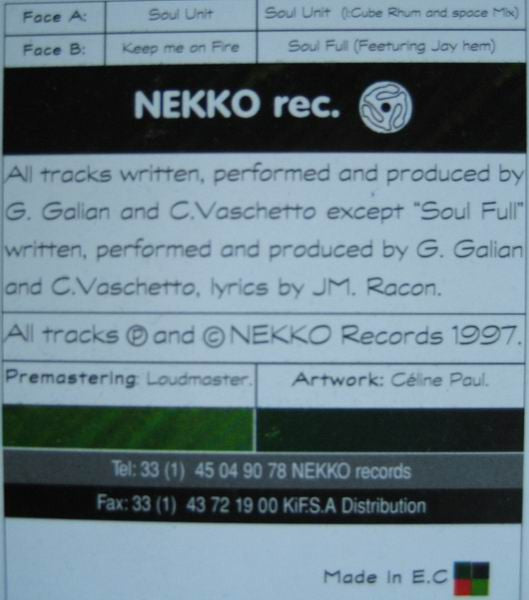 Face A: Soul Unit Soul Unit (I:Cube Rhum and space Mix)
Face B: Keep me on Fire Soul Full (Feeturing Jay hem)
NEKKO rec.
All tracks written, performed and produced by
G. Galian and C.Vaschetto except "Soul Full"
written, performed and produced by G. Galian
and C.Vaschetto, lyrics by JM. Racon.
All tracks ℗ and © NEKKO Records 1997.
Premastering: Loudmaster. Artwork: Céline Paul.
Tel: 33 (1) 45 04 90 78 NEKKO records
Fax: 33 (1) 43 72 19 00 KiF.S.A Distribution
Made in E.C